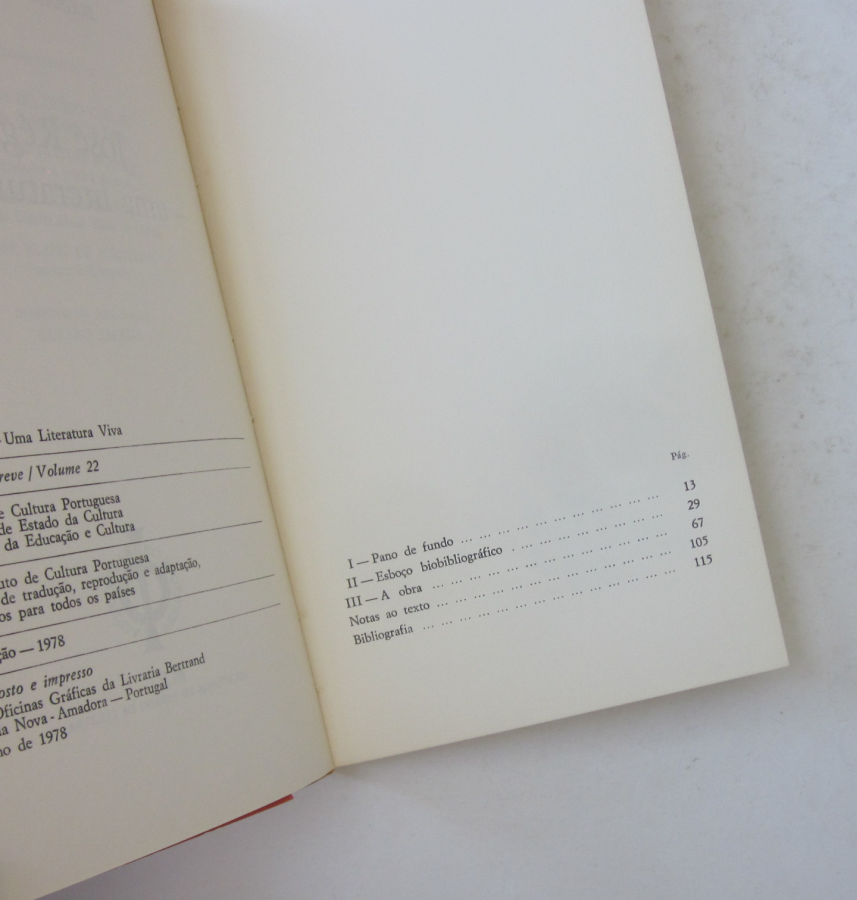 Uma Literatura Viva
reve / Volume 22
e Cultura Portuguesa
de Estado da Cultura
da Educação e Cultura
uto de Cultura Portuguesa
de tradução, reprodução e adaptação,
os para todos os países
ção — 1978
osto e impresso
Oficinas Gráficas da Livraria Bertrand
a Nova - Amadora — Portugal
ho de 1978
Pág.
I — Pano de fundo ... ... ... ... ... ... ... ... ... ... ... 13
II — Esboço biobibliográfico . ... ... ... ... ... ... ... ... 29
III — A obra ... ... ... ... ... ... ... ... ... ... ... ... ... 67
Notas ao texto ... ... ... ... ... ... ... ... ... ... ... ... ... 105
Bibliografia ... ... ... ... ... ... ... ... ... ... ... ... ... ... 115